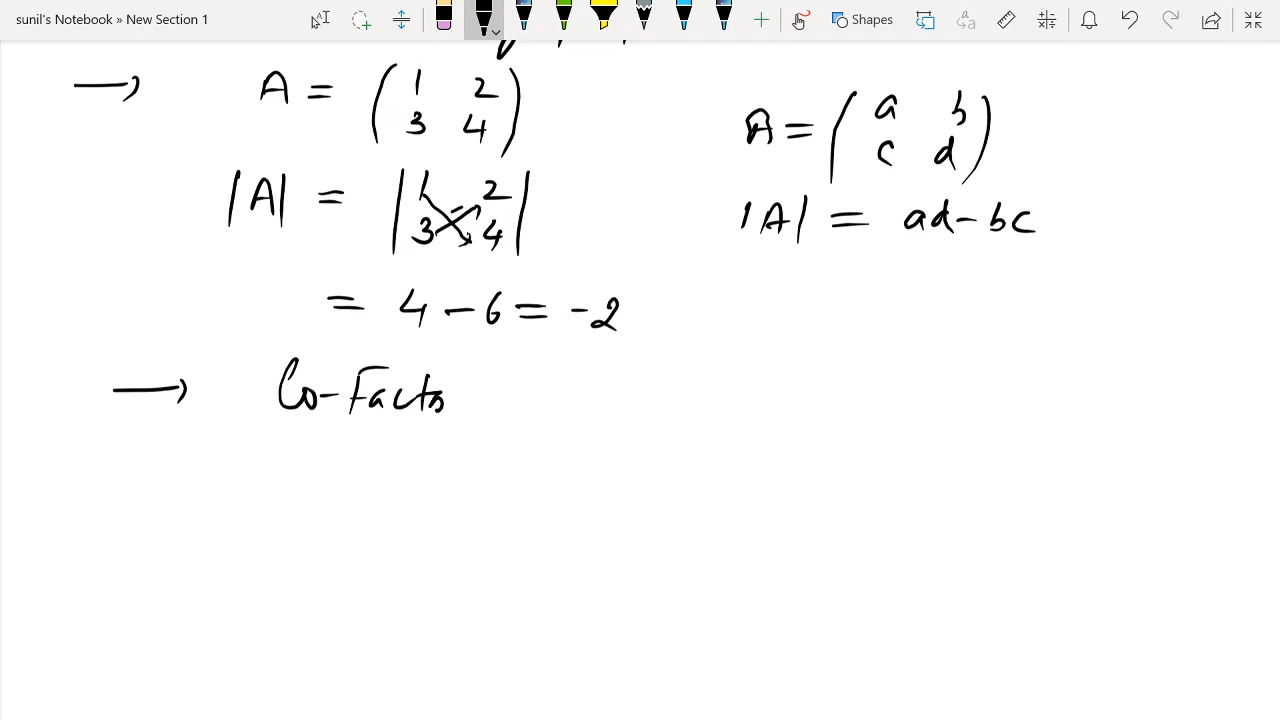 sunil's Notebook » New Section 1
Shapes
→ A = ( 1 2
3 4 )
|A| = | 1 2
3 4 |
= 4 - 6 = -2
→ Co-Facto
A = ( a b
c d )
|A| = ad - bc